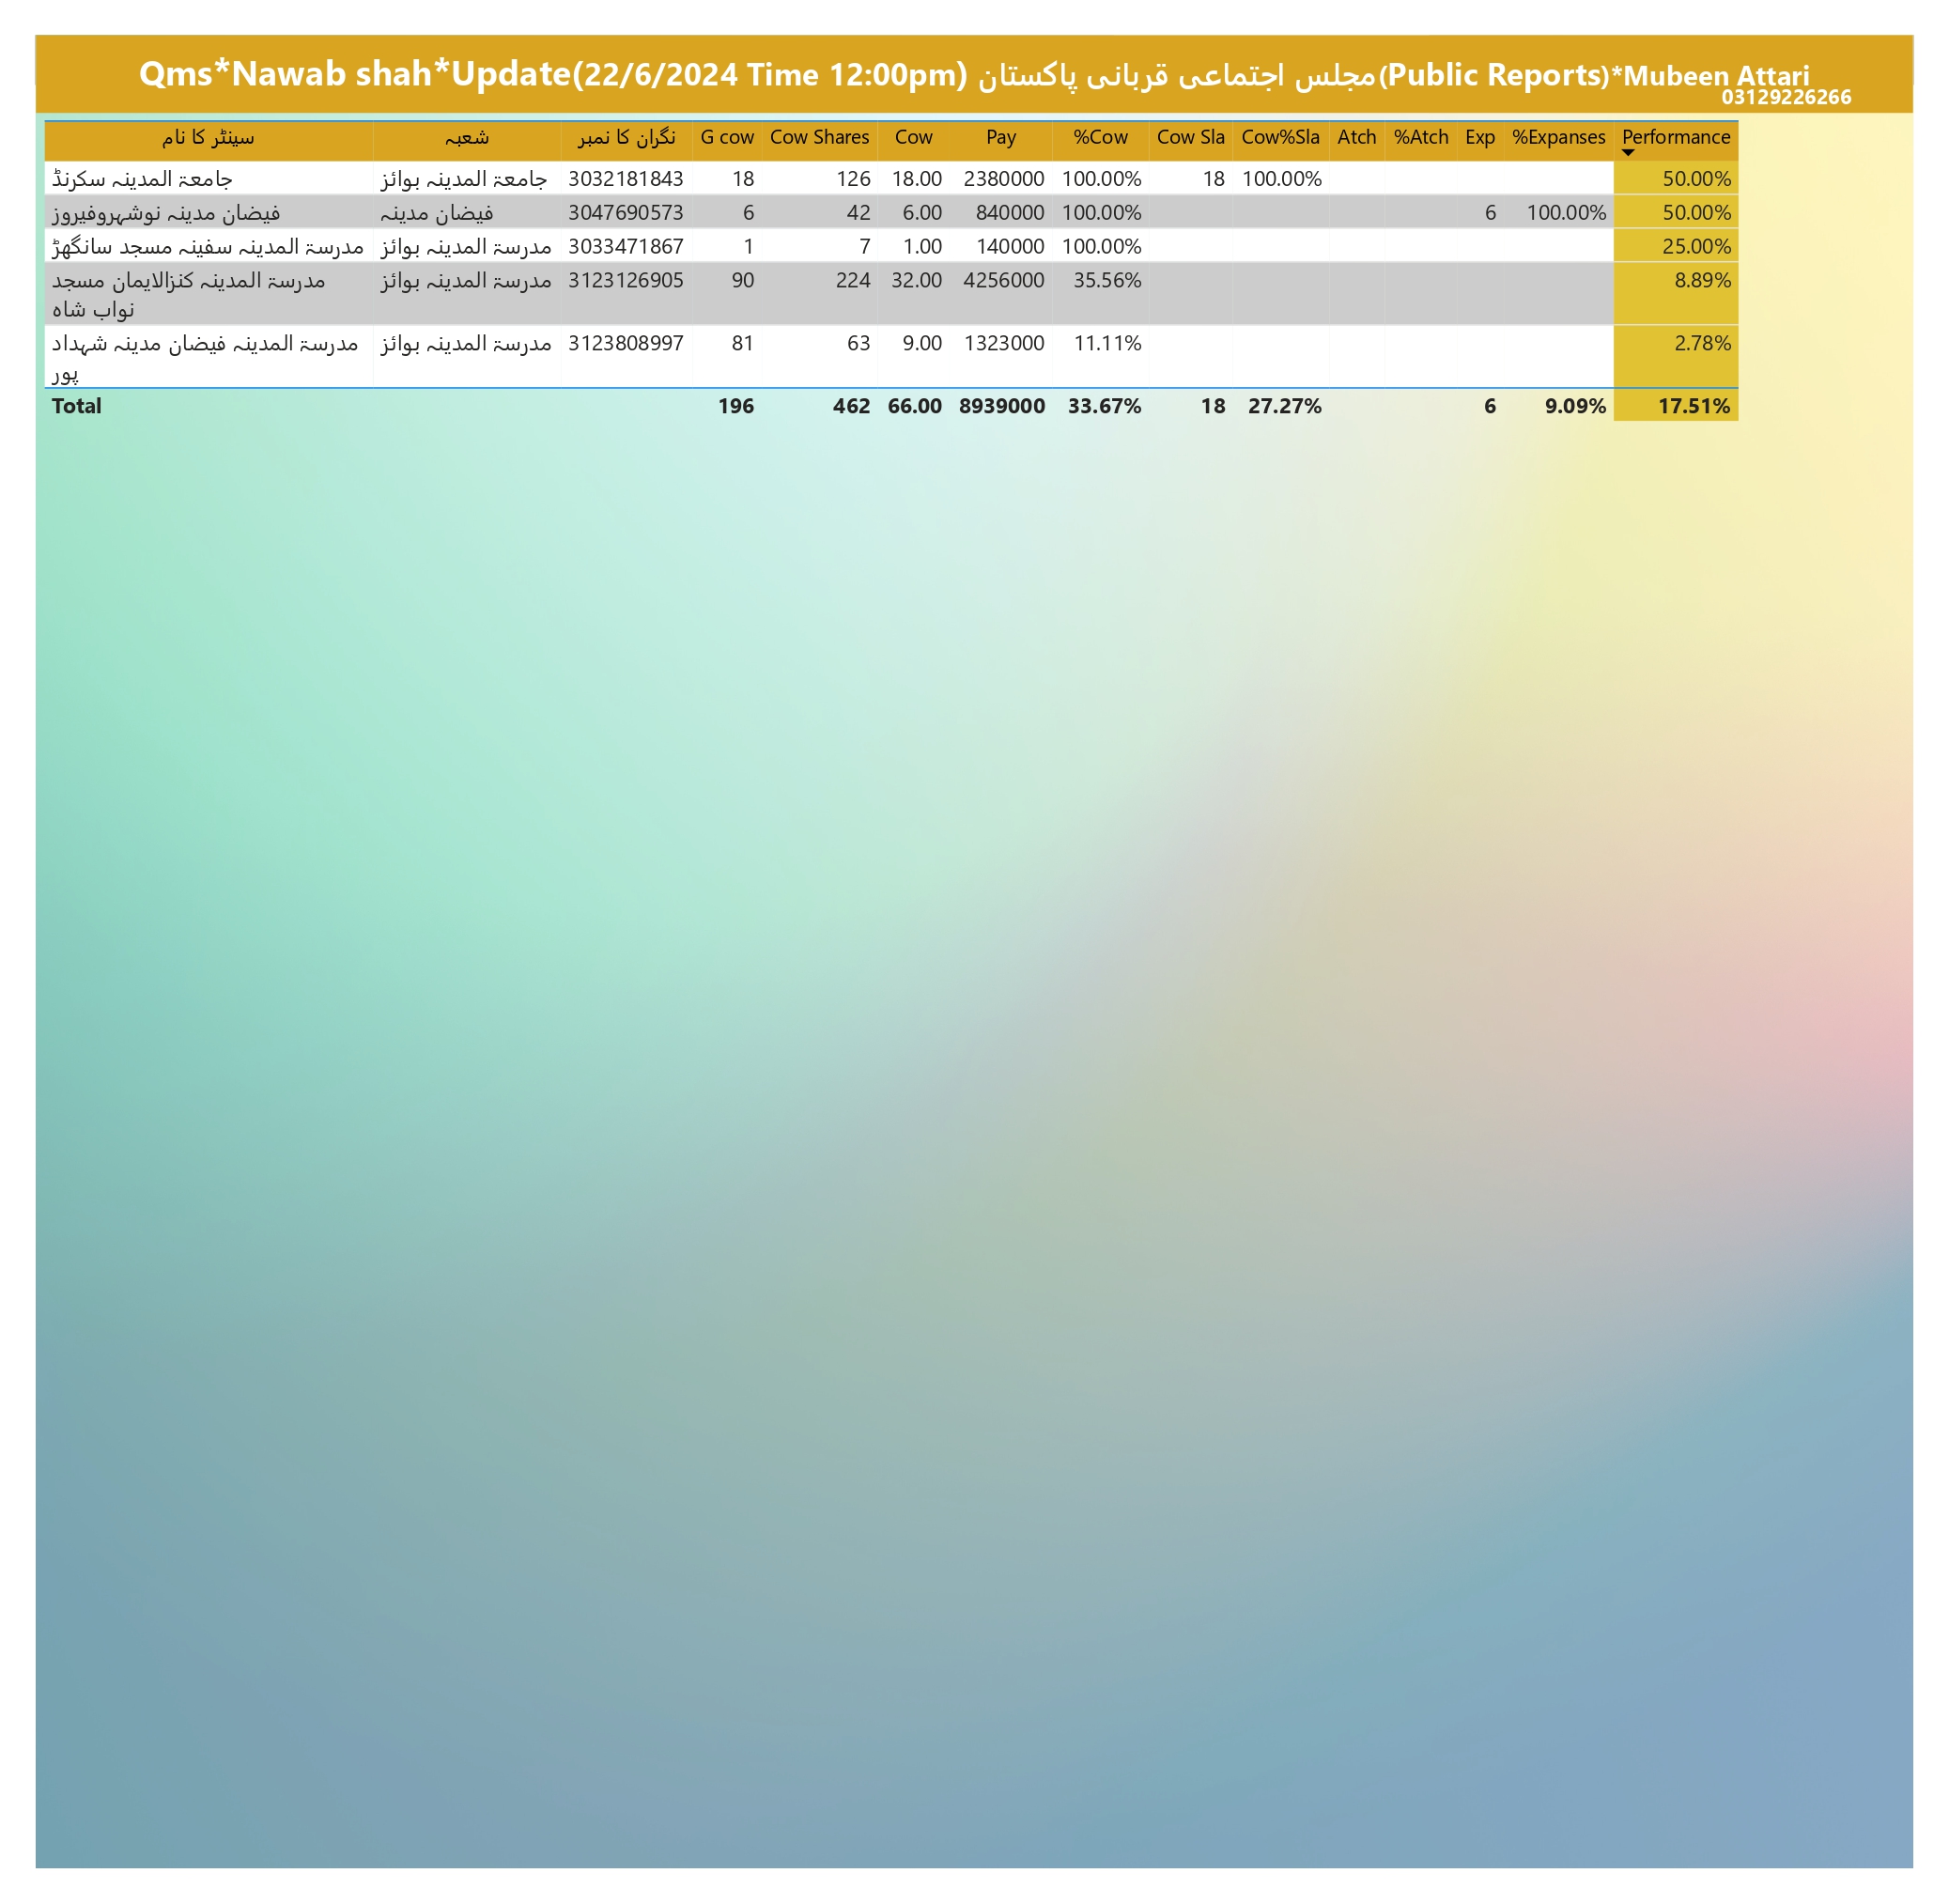 Qms*Nawab shah*Update(22/6/2024 Time 12:00pm) مجلس اجتماعی قربانی پاکستان(Public Reports)*Mubeen Attari
03129226266
سینٹر کا نام شعبہ نگران کا نمبر G cow Cow Shares Cow Pay %Cow Cow Sla Cow%Sla Atch %Atch Exp %Expanses Performance
جامعۃ المدینہ سکرنڈ جامعۃ المدینہ بوائز 3032181843 18 126 18.00 2380000 100.00% 18 100.00% 50.00%
فیضان مدینہ نوشہروفیروز فیضان مدینہ 3047690573 6 42 6.00 840000 100.00% 6 100.00% 50.00%
مدرسۃ المدینہ سفینہ مسجد سانگھڑ مدرسۃ المدینہ بوائز 3033471867 1 7 1.00 140000 100.00% 25.00%
مدرسۃ المدینہ کنزالایمان مسجد مدرسۃ المدینہ بوائز 3123126905 90 224 32.00 4256000 35.56% 8.89%
نواب شاہ
مدرسۃ المدینہ فیضان مدینہ شہداد مدرسۃ المدینہ بوائز 3123808997 81 63 9.00 1323000 11.11% 2.78%
پور
Total 196 462 66.00 8939000 33.67% 18 27.27% 6 9.09% 17.51%